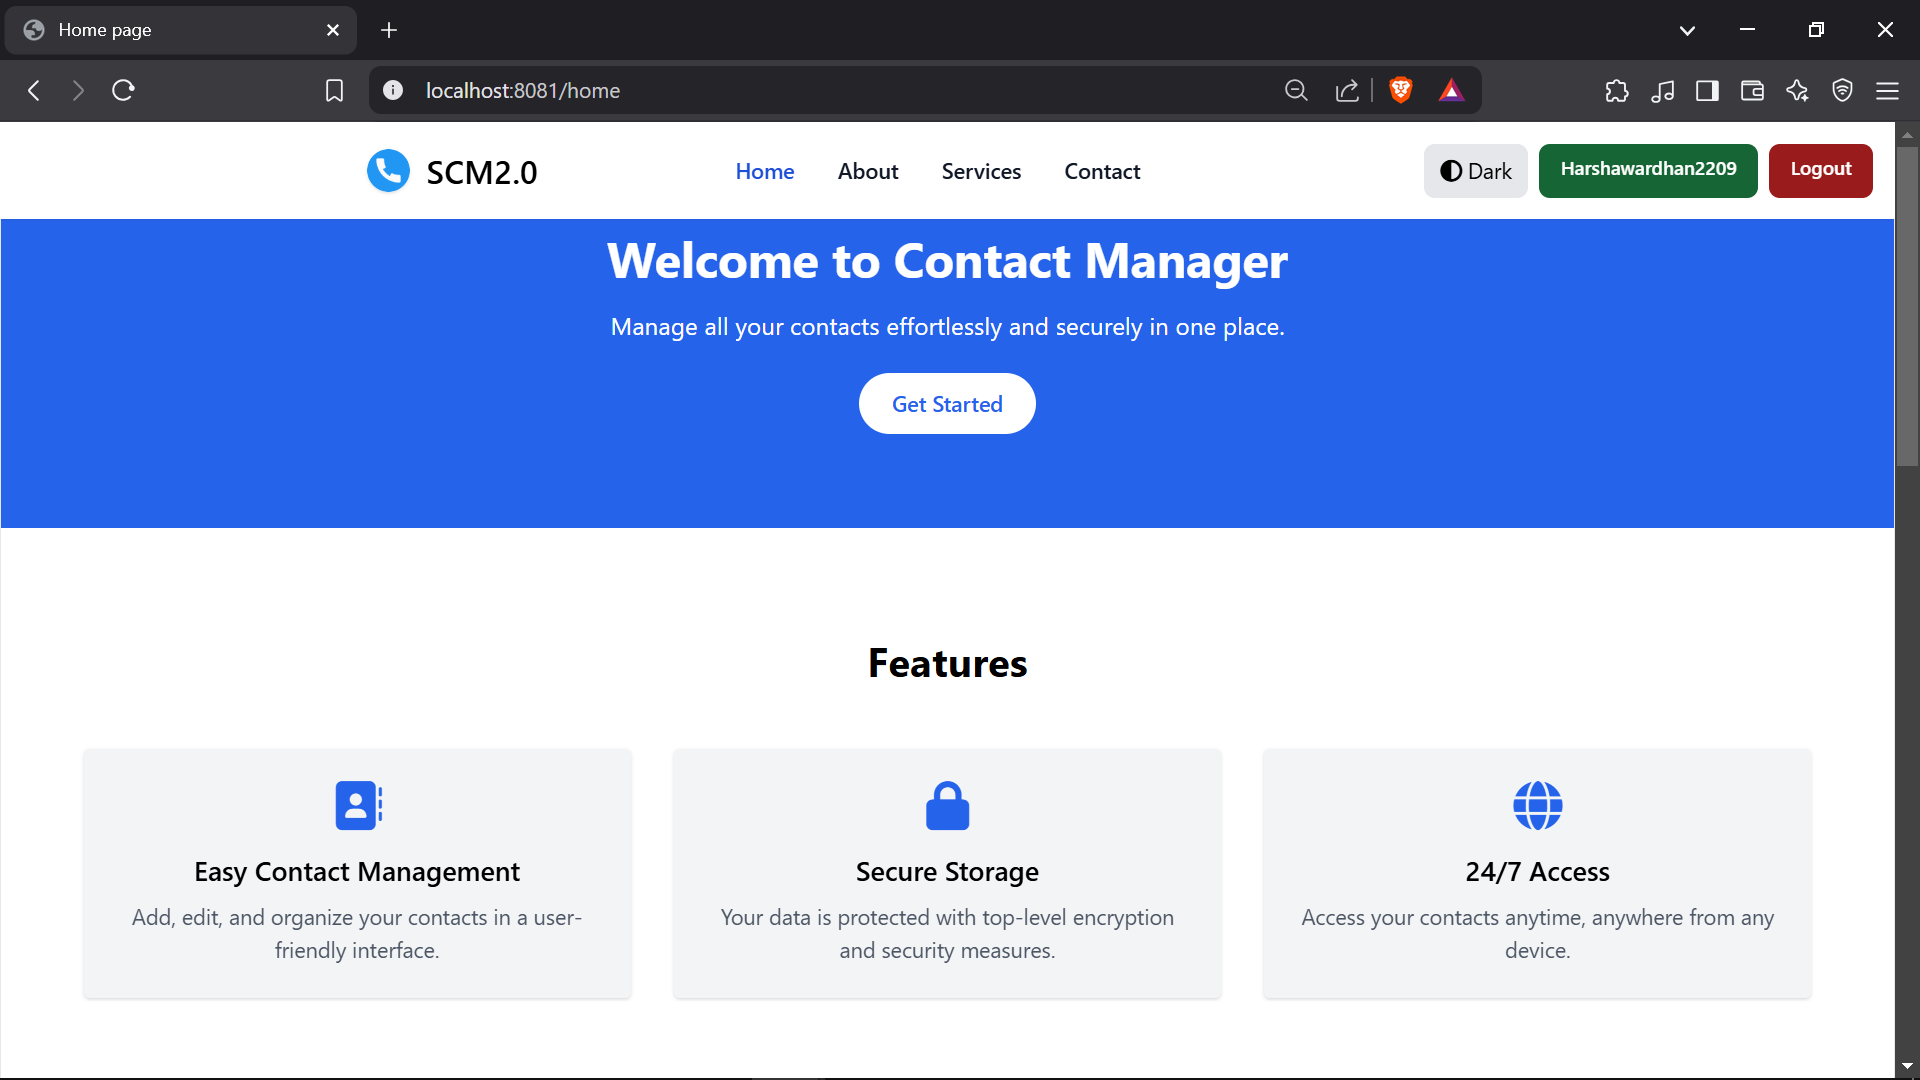 Home page
localhost:8081/home
SCM2.0
Home About Services Contact
Dark Harshawardhan2209 Logout
Welcome to Contact Manager
Manage all your contacts effortlessly and securely in one place.
Get Started
Features
Easy Contact Management
Add, edit, and organize your contacts in a user-
friendly interface.
Secure Storage
Your data is protected with top-level encryption
and security measures.
24/7 Access
Access your contacts anytime, anywhere from any
device.